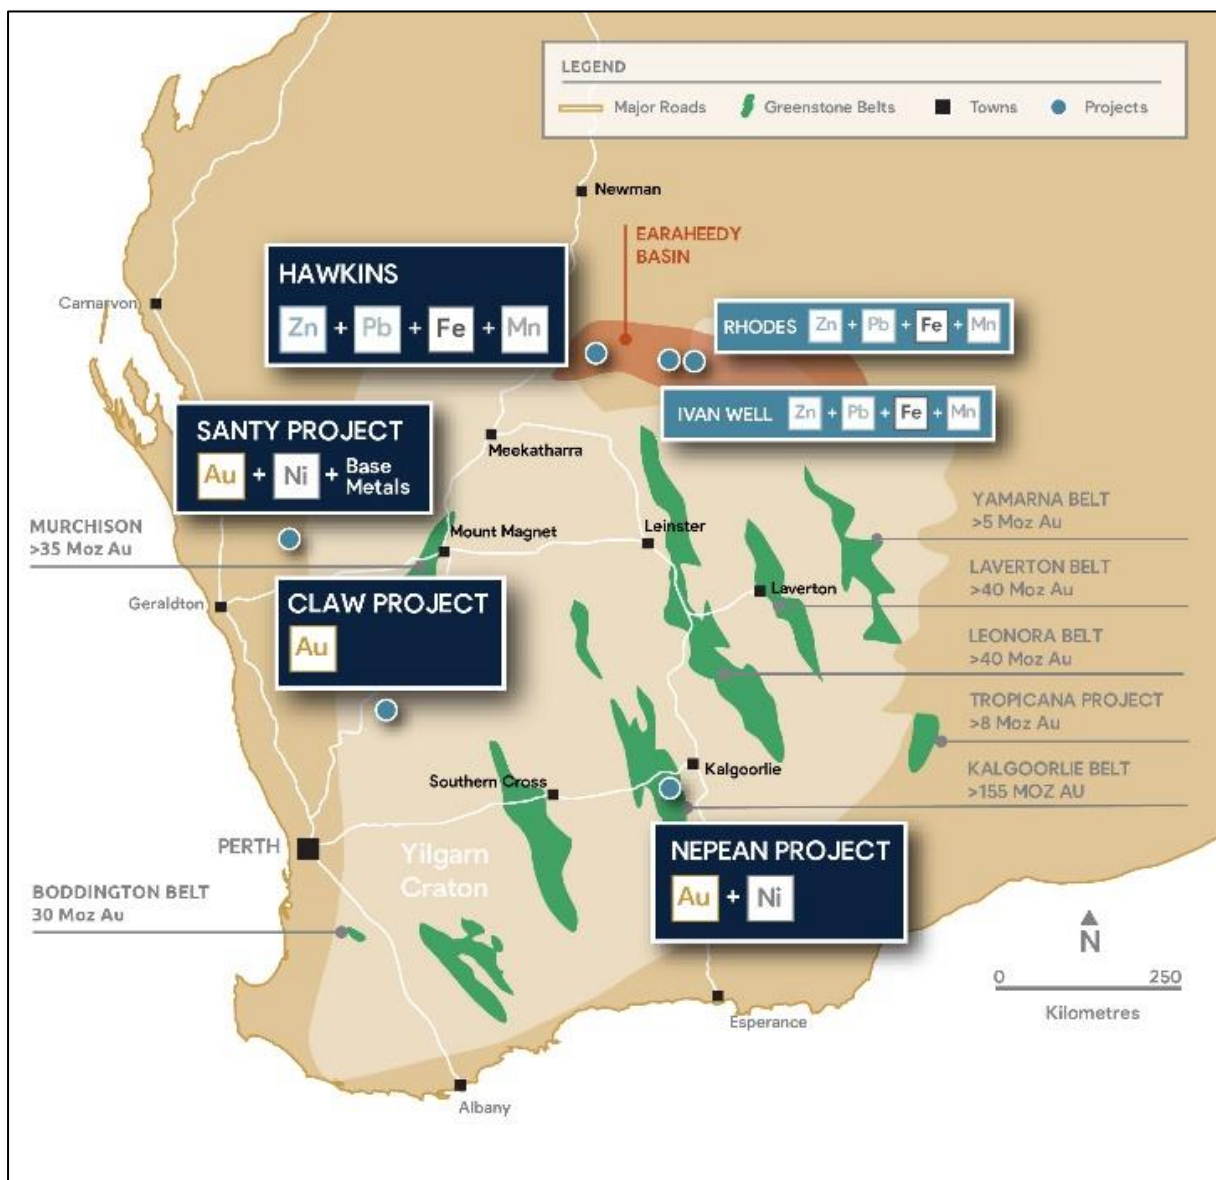 LEGEND
Major Roads Greenstone Belts Towns Projects
Newman
EARAHEEDY
BASIN
HAWKINS
Zn + Pb + Fe + Mn
Carnarvon
RHODES Zn + Pb + Fe + Mn
IVAN WELL Zn + Pb + Fe + Mn
SANTY PROJECT
Au + Ni + Base
Metals
Meekatharra
MURCHISON
>35 Moz Au
Mount Magnet
Leinster
YAMARNA BELT
>5 Moz Au
LAVERTON BELT
>40 Moz Au
Laverton
Geraldton
CLAW PROJECT
Au
LEONORA BELT
>40 Moz Au
TROPICANA PROJECT
>8 Moz Au
Kalgoorlie
KALGOORLIE BELT
>155 MOZ AU
Southern Cross
PERTH
Yilgarn
Craton
NEPEAN PROJECT
Au + Ni
BODDINGTON BELT
30 Moz Au
N
0 250
Kilometres
Esperance
Albany